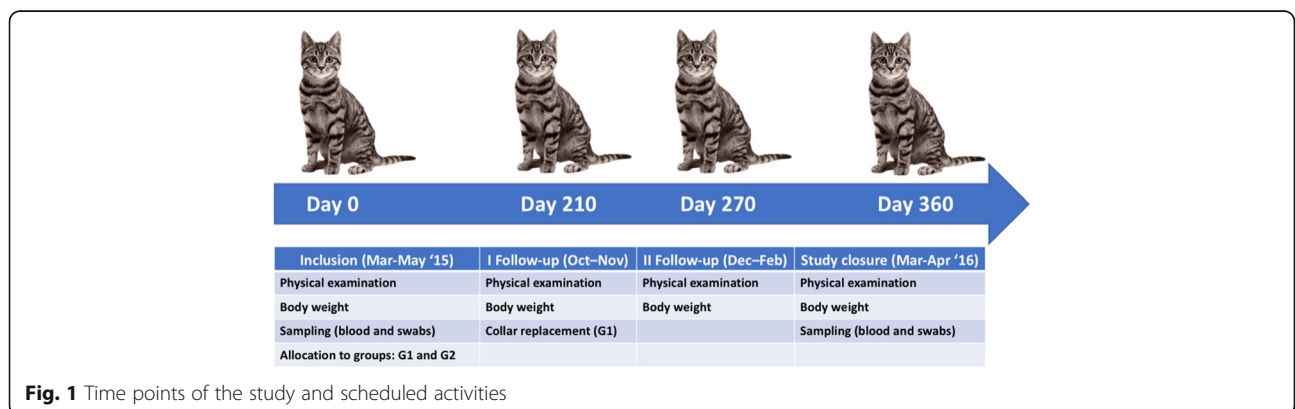 Day 0 Day 210 Day 270 Day 360
Inclusion (Mar-May ‘15) I Follow-up (Oct–Nov) II Follow-up (Dec–Feb) Study closure (Mar-Apr ‘16)
Physical examination Physical examination Physical examination Physical examination
Body weight Body weight Body weight Body weight
Sampling (blood and swabs) Collar replacement (G1) Sampling (blood and swabs)
Allocation to groups: G1 and G2
Fig. 1 Time points of the study and scheduled activities